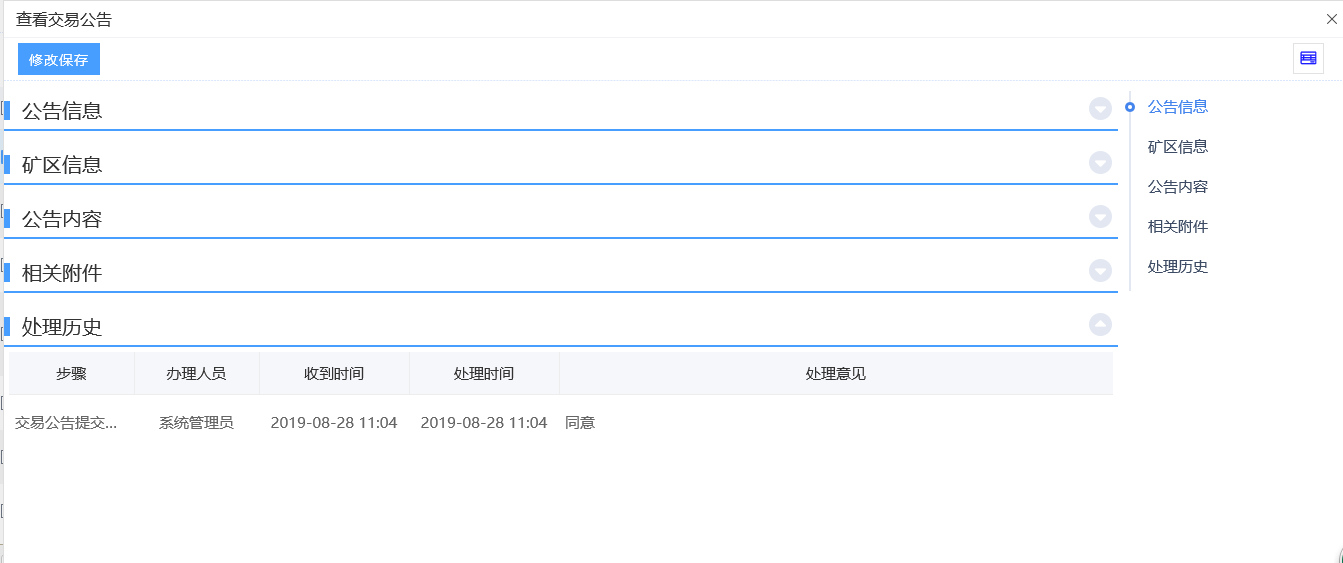 查看交易公告
修改保存
公告信息
矿区信息
公告内容
相关附件
处理历史
步骤 办理人员 收到时间 处理时间 处理意见
交易公告提交... 系统管理员 2019-08-28 11:04 2019-08-28 11:04 同意
公告信息
矿区信息
公告内容
相关附件
处理历史